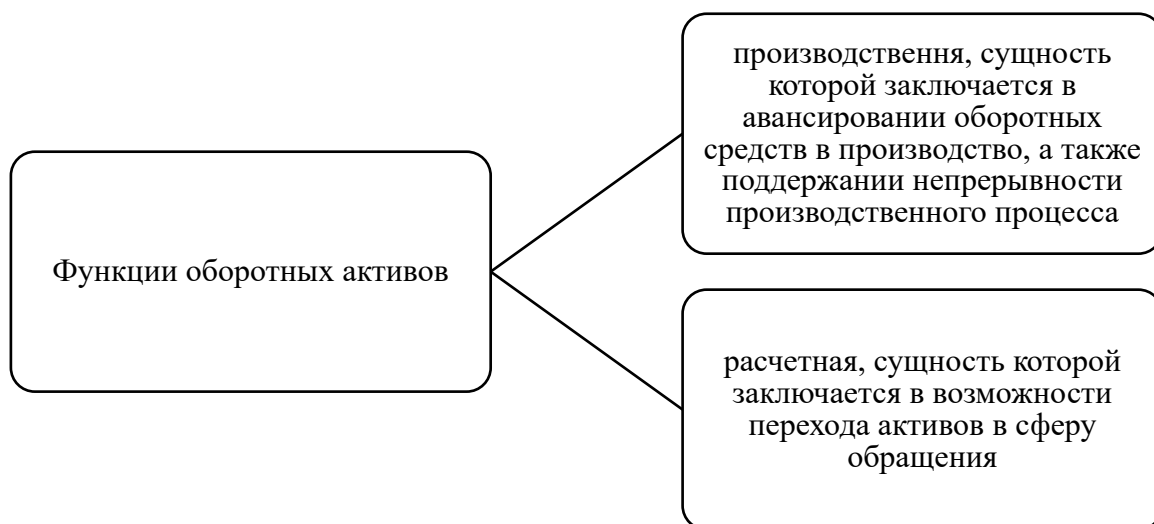 Функции оборотных активов
производствення, сущность
которой заключается в
авансировании оборотных
средств в производство, а также
поддержании непрерывности
производственного процесса
расчетная, сущность которой
заключается в возможности
перехода активов в сферу
обращения